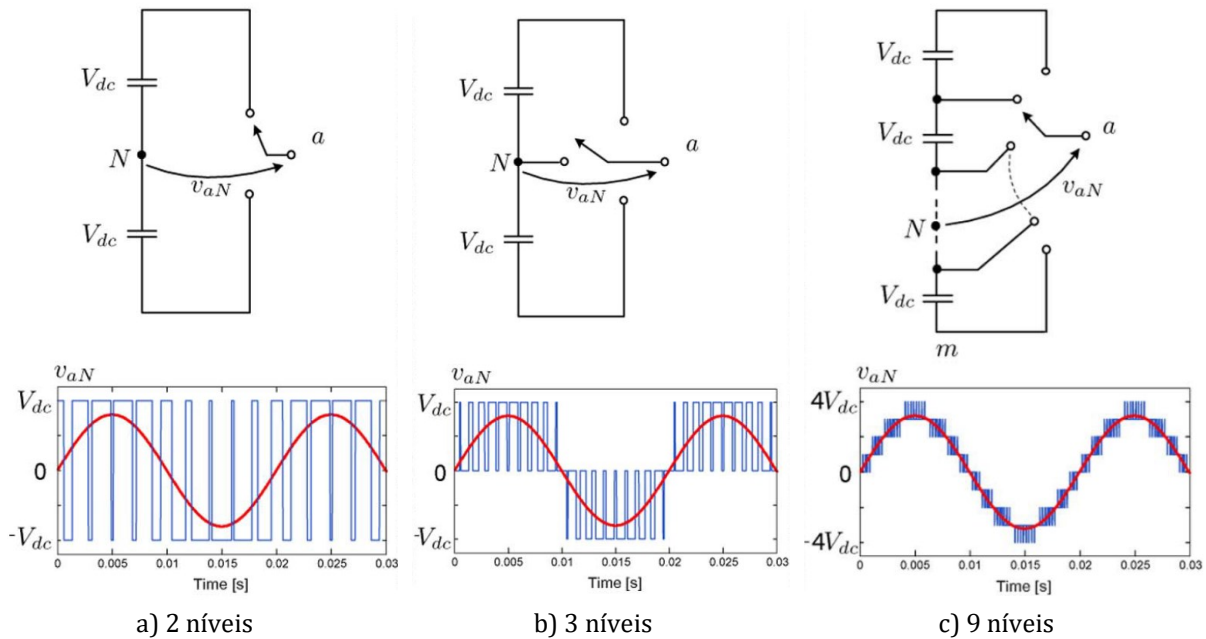 V_dc
N
V_dc
a
v_aN
V_dc
N
V_dc
a
v_aN
V_dc
V_dc
N
V_dc
m
a
v_aN
v_aN
V_dc
0
-V_dc
0 0.005 0.01 0.015 0.02 0.025 0.03
Time [s]
v_aN
V_dc
0
-V_dc
0 0.005 0.01 0.015 0.02 0.025 0.03
Time [s]
v_aN
4V_dc
0
-4V_dc
0 0.005 0.01 0.015 0.02 0.025 0.03
Time [s]
a) 2 níveis
b) 3 níveis
c) 9 níveis